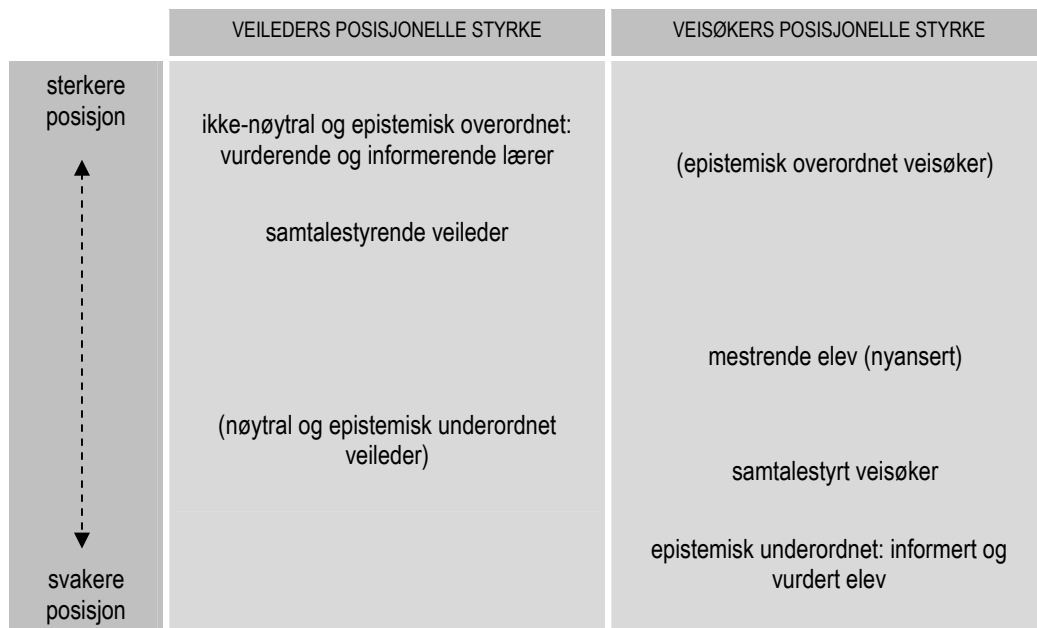 VEILEDERS POSISJONELLE STYRKE
VEISØKERS POSISJONELLE STYRKE
sterkere
posisjon
ikke-nøytral og epistemisk overordnet:
vurderende og informerende lærer
(epistemisk overordnet veisøker)
samtalestyrende veileder
mestrende elev (nyansert)
(nøytral og epistemisk underordnet
veileder)
samtalestyrt veisøker
epistemisk underordnet: informert og
vurdert elev
svakere
posisjon